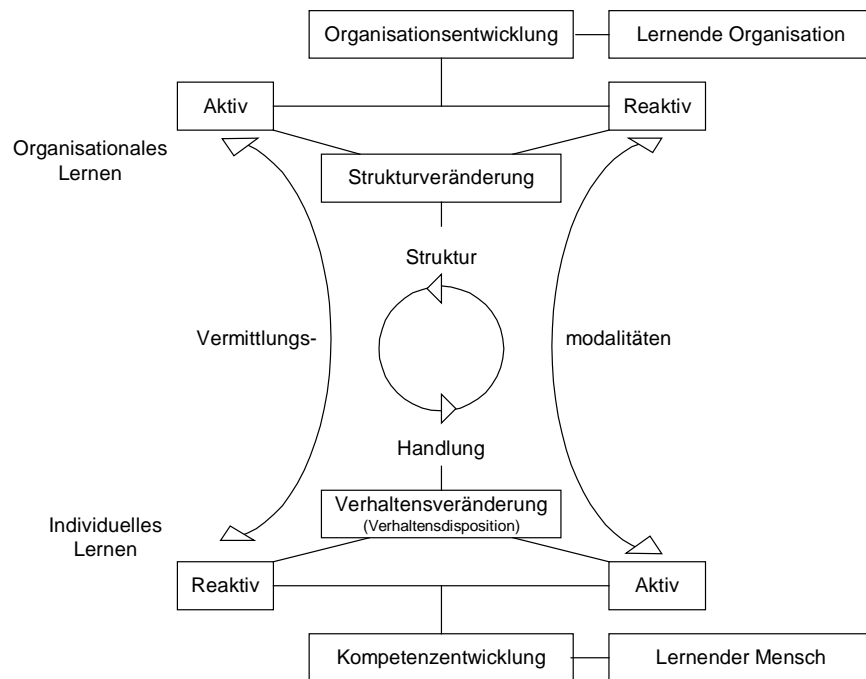 Organisationsentwicklung
Lernende Organisation
Aktiv
Reaktiv
Organisationales
Lernen
Strukturveränderung
Struktur
Vermittlungs-
modalitäten
Handlung
Verhaltensveränderung
(Verhaltensdisposition)
Individuelles
Lernen
Reaktiv
Aktiv
Kompetenzentwicklung
Lernender Mensch